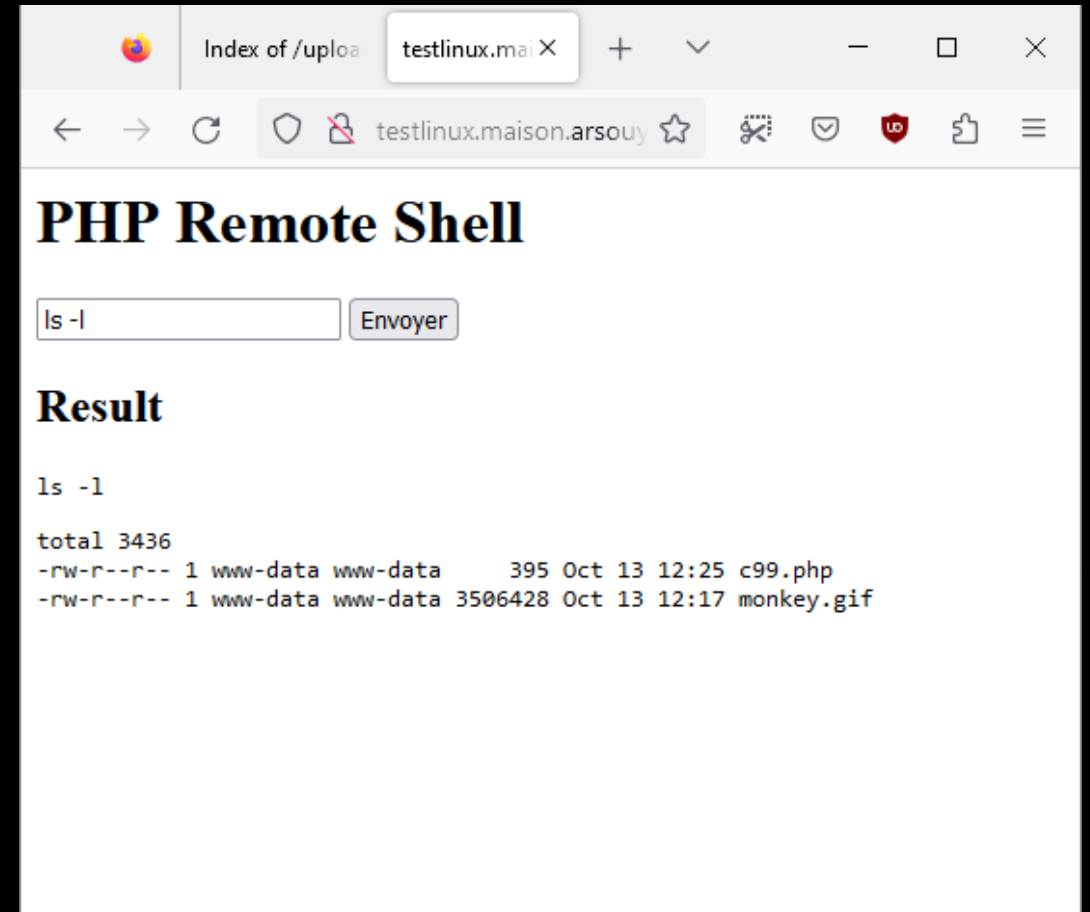 Index of /uploa
testlinux.mai
testlinux.maison.arsouy
PHP Remote Shell
ls -l Envoyer
Result
ls -l
total 3436
-rw-r--r-- 1 www-data www-data     395 Oct 13 12:25 c99.php
-rw-r--r-- 1 www-data www-data 3506428 Oct 13 12:17 monkey.gif